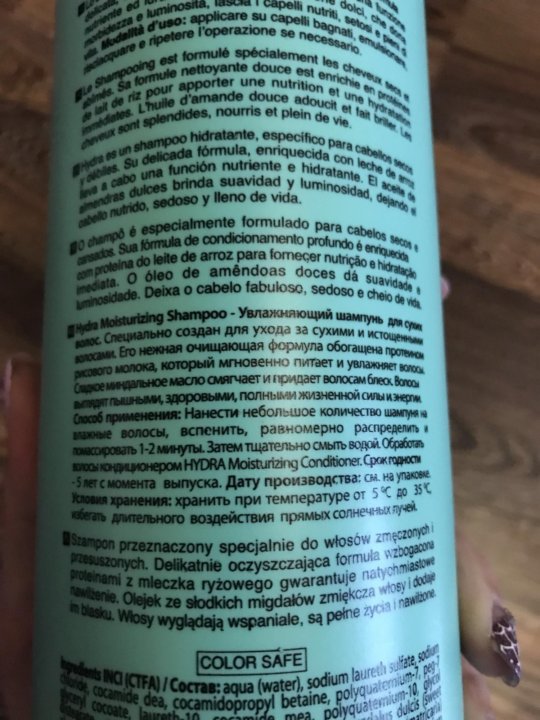 delicata,
morbidezza e luminosità, lascia i capelli nutriti, setosi e pieni di
Modalità d'uso: applicare su capelli bagnati, emulsionare,
risciacquare e ripetere l'operazione se necessario.
Le Shampooing est formulé spécialement les cheveux secs et
abîmés. Sa formule nettoyante douce est enrichie en protéines
de lait de riz pour apporter une nutrition et une hydratation
immédiates. L'huile d'amande douce adoucit et fait briller. Les
cheveux sont splendides, nourris et plein de vie.
Hydra es un shampoo hidratante, específico para cabellos secos
y débiles. Su delicada fórmula, enriquecida con leche de arroz
lleva a cabo una función nutriente e hidratante. El aceite de
almendras dulces brinda suavidad y luminosidad, dejando el
cabello nutrido, sedoso y lleno de vida.
O champô é especialmente formulado para cabelos secos e
cansados. Sua fórmula de condicionamento profundo é enriquecida
com proteína do leite de arroz para fornecer nutrição e hidratação
imediata. O óleo de amêndoas doces dá suavidade e
luminosidade. Deixa o cabelo fabuloso, sedoso e cheio de vida.
Hydra Moisturizing Shampoo - Увлажняющий шампунь для сухих
волос. Специально создан для ухода за сухими и истощенными
волосами. Его нежная очищающая формула обогащена протеином
рисового молока, который мгновенно питает и увлажняет волосы.
Сладкое миндальное масло смягчает и придает волосам блеск. Волосы
выглядят пышными, здоровыми, полными жизненной силы и энергии.
Способ применения: Нанести небольшое количество шампуня на
влажные волосы, вспенить, равномерно распределить и
помассировать 1-2 минуты. Затем тщательно смыть водой. Обработать
волосы кондиционером HYDRA Moisturizing Conditioner. Срок годности
- 5 лет с момента выпуска. Дату производства: см. на упаковке.
Условия хранения: хранить при температуре от 5 °C до 35 °C
избегать длительного воздействия прямых солнечных лучей.
Szampon przeznaczony specjalnie do włosów zmęczonych i
przesuszonych. Delikatnie oczyszczająca formuła wzbogacona
proteinami z mleczka ryżowego gwarantuje natychmiastowe
nawilżenie. Olejek ze słodkich migdałów zmiękcza włosy i dodaje
im blasku. Włosy wyglądają wspaniale, są pełne życia i nawilżone.
COLOR SAFE
Ingredients INCI (CTFA) / Состав: aqua (water), sodium laureth sulfate, sodium
chloride, cocamide dea, cocamidopropyl betaine, polyquaternium-7, peg-7
glyceryl cocoate, laureth-10, cocamide mea, polyquaternium-10, glycol
dulcis (sweet